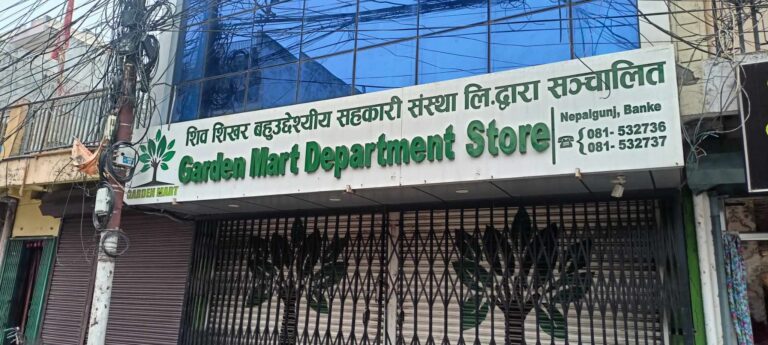 शिव शिखर बहुउद्देश्यीय सहकारी संस्था लि.द्वारा सञ्चालित
Garden Mart Department Store
Nepalgunj, Banke
☎ { 081- 532736
081- 532737
GARDEN MART